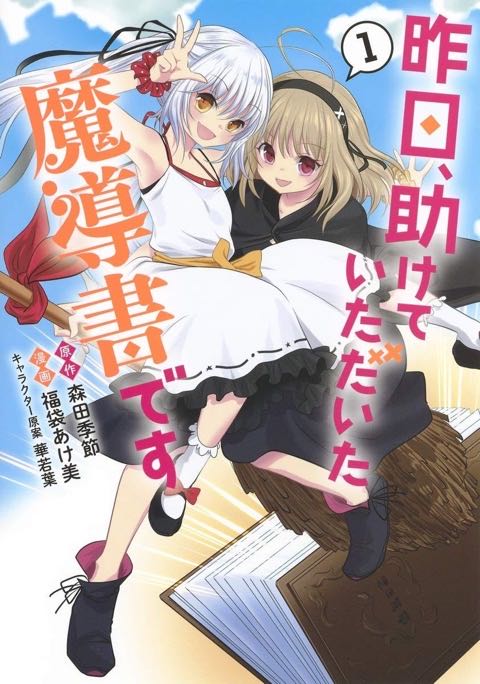 昨日、助けて
いただいた
魔導書です
1
原作 森田季節
漫画 福袋あけ美
キャラクター原案 華若葉